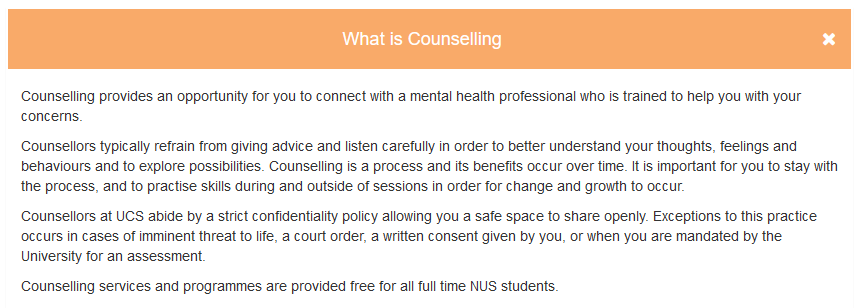 What is Counselling
Counselling provides an opportunity for you to connect with a mental health professional who is trained to help you with your
concerns.
Counsellors typically refrain from giving advice and listen carefully in order to better understand your thoughts, feelings and
behaviours and to explore possibilities. Counselling is a process and its benefits occur over time. It is important for you to stay with
the process, and to practise skills during and outside of sessions in order for change and growth to occur.
Counsellors at UCS abide by a strict confidentiality policy allowing you a safe space to share openly. Exceptions to this practice
occurs in cases of imminent threat to life, a court order, a written consent given by you, or when you are mandated by the
University for an assessment.
Counselling services and programmes are provided free for all full time NUS students.